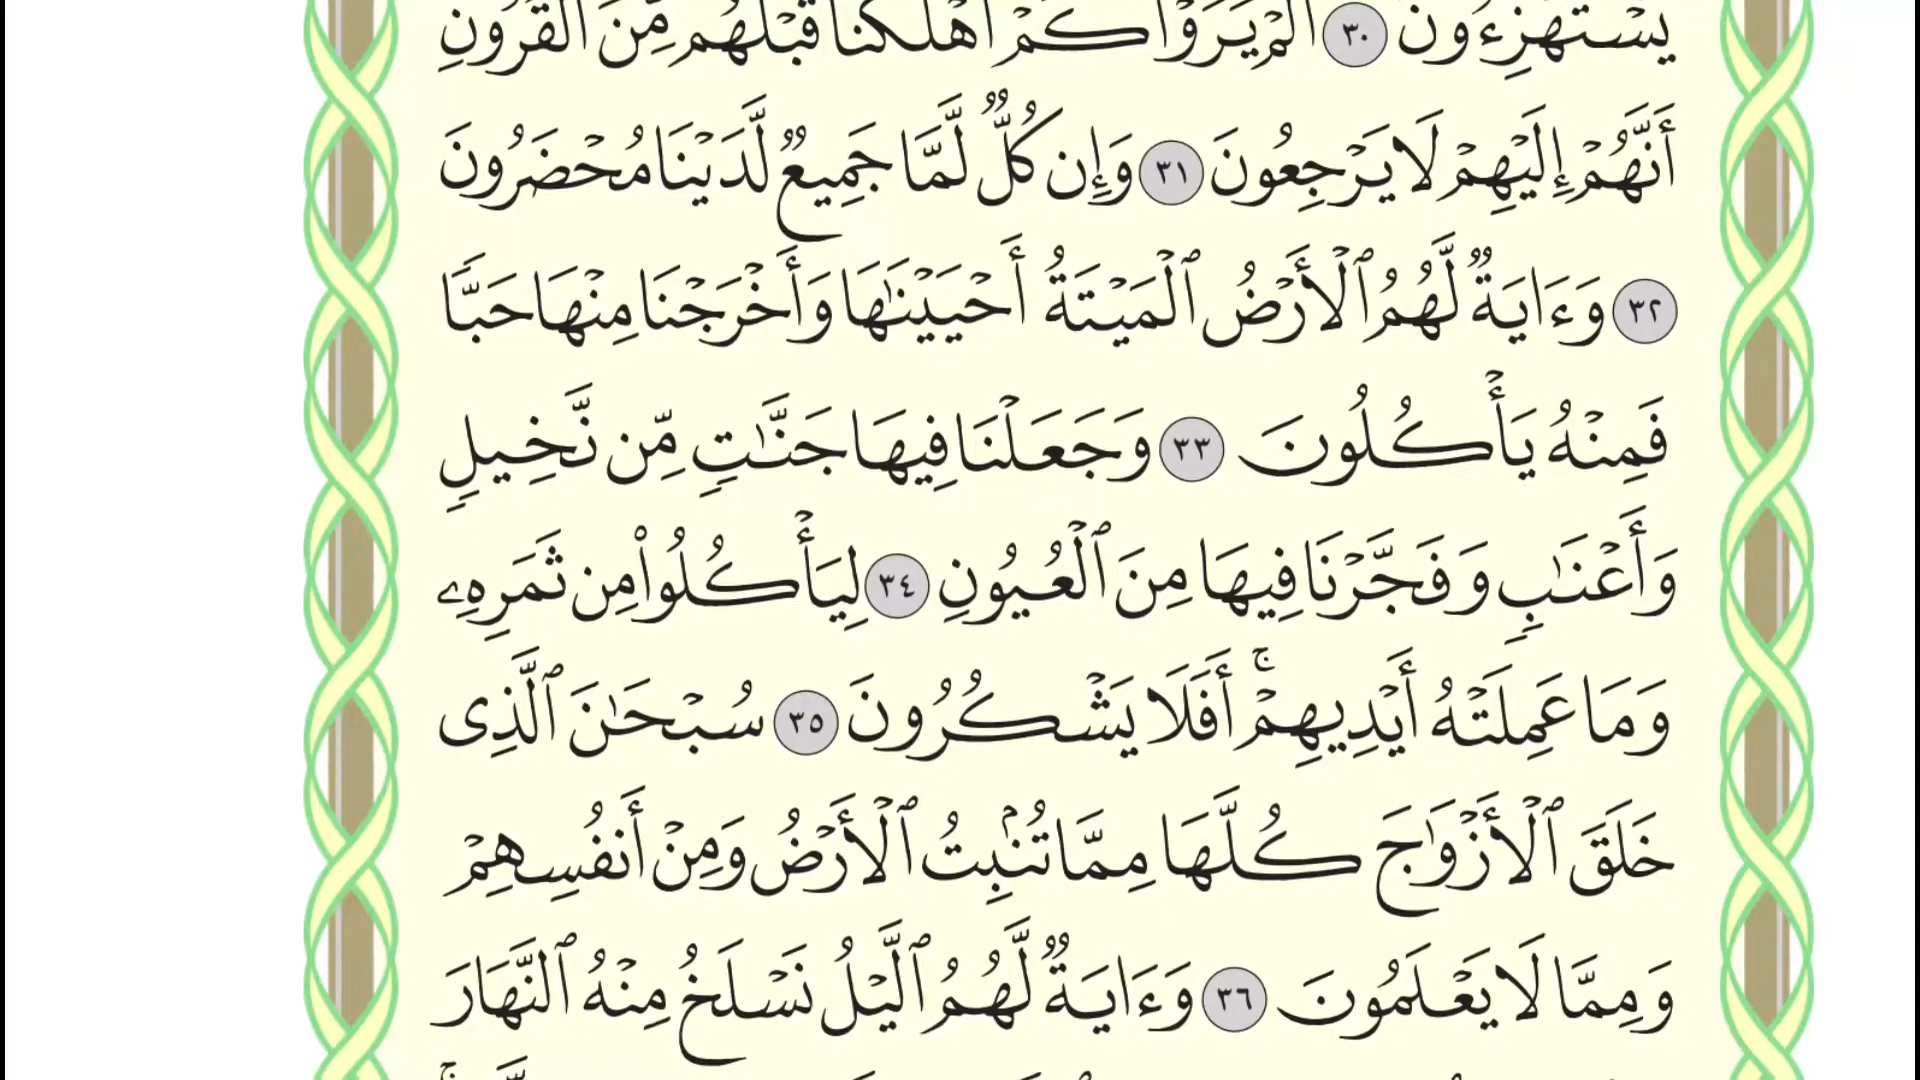 يَسْتَهْزِءُونَ ٣٠ أَلَمْ يَرَوْا۟ كَمْ أَهْلَكْنَا قَبْلَهُم مِّنَ ٱلْقُرُونِ
أَنَّهُمْ إِلَيْهِمْ لَا يَرْجِعُونَ ٣١ وَإِن كُلٌّ لَّمَّا جَمِيعٌ لَّدَيْنَا مُحْضَرُونَ
٣٢ وَءَايَةٌ لَّهُمُ ٱلْأَرْضُ ٱلْمَيْتَةُ أَحْيَيْنَٰهَا وَأَخْرَجْنَا مِنْهَا حَبًّا
فَمِنْهُ يَأْكُلُونَ ٣٣ وَجَعَلْنَا فِيهَا جَنَّٰتٍ مِّن نَّخِيلٍ
وَأَعْنَٰبٍ وَفَجَّرْنَا فِيهَا مِنَ ٱلْعُيُونِ ٣٤ لِيَأْكُلُوا۟ مِن ثَمَرِهِۦ
وَمَا عَمِلَتْهُ أَيْدِيهِمْ ۚ أَفَلَا يَشْكُرُونَ ٣٥ سُبْحَٰنَ ٱلَّذِى
خَلَقَ ٱلْأَزْوَٰجَ كُلَّهَا مِمَّا تُنۢبِتُ ٱلْأَرْضُ وَمِنْ أَنفُسِهِمْ
وَمِمَّا لَا يَعْلَمُونَ ٣٦ وَءَايَةٌ لَّهُمُ ٱلَّيْلُ نَسْلَخُ مِنْهُ ٱلنَّهَارَ